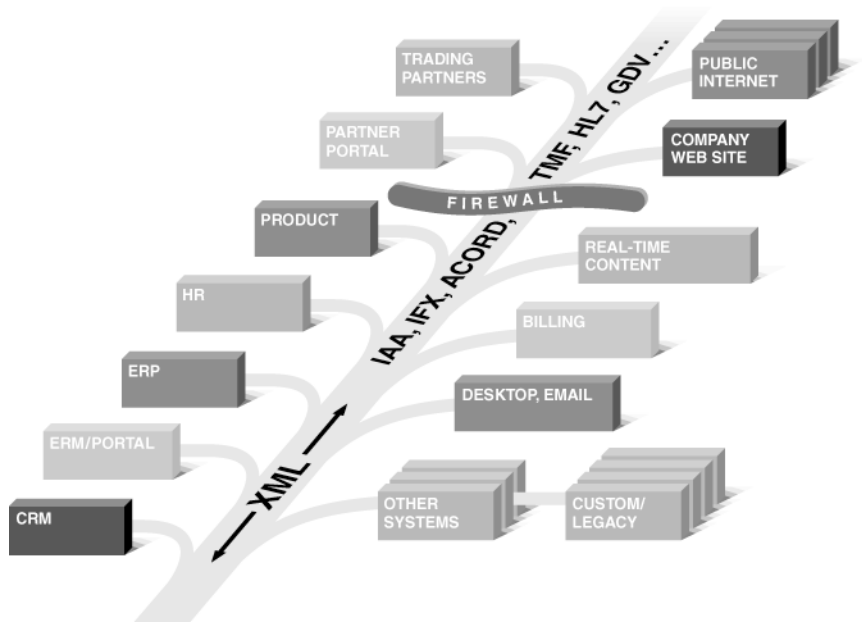 TRADING
PARTNERS
PUBLIC
INTERNET
PARTNER
PORTAL
COMPANY
WEB SITE
FIREWALL
PRODUCT
REAL-TIME
CONTENT
HR
BILLING
ERP
DESKTOP, EMAIL
ERM/PORTAL
OTHER
SYSTEMS
CUSTOM/
LEGACY
CRM
XML
IAA, IFX, ACORD, TMF, HL7, GDV ...